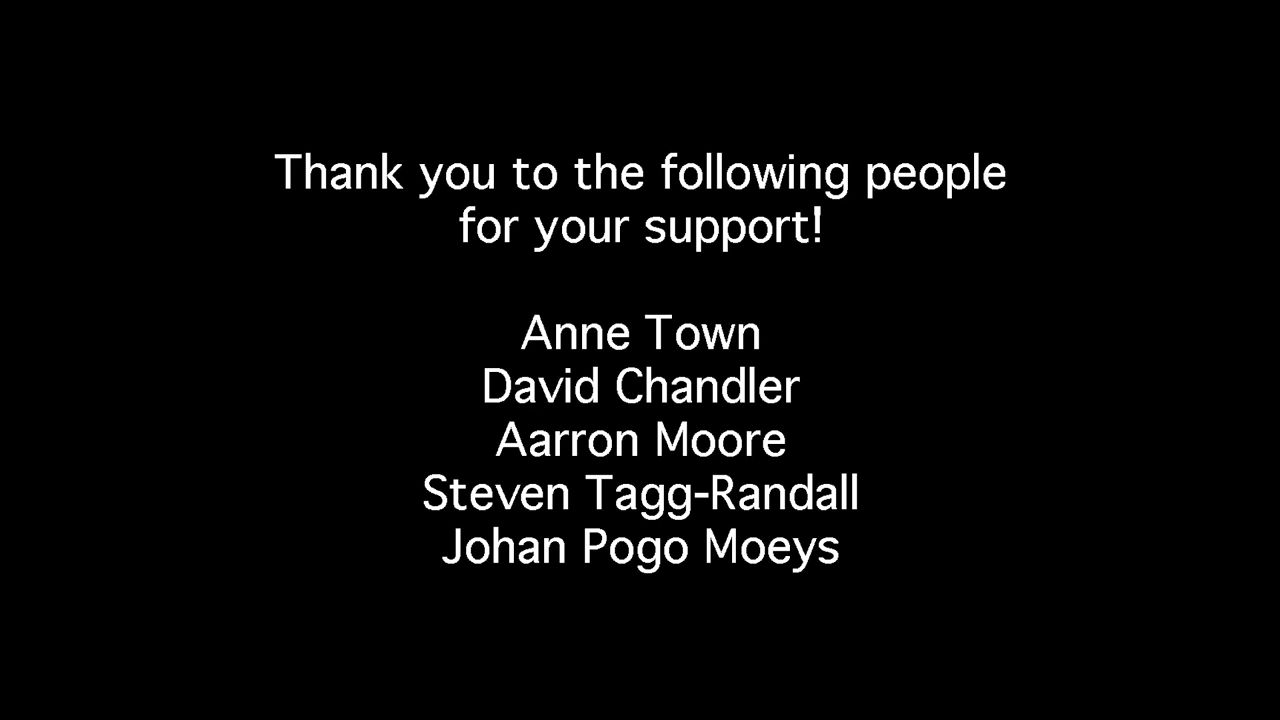 Thank you to the following people
for your support!
Anne Town
David Chandler
Aarron Moore
Steven Tagg-Randall
Johan Pogo Moeys